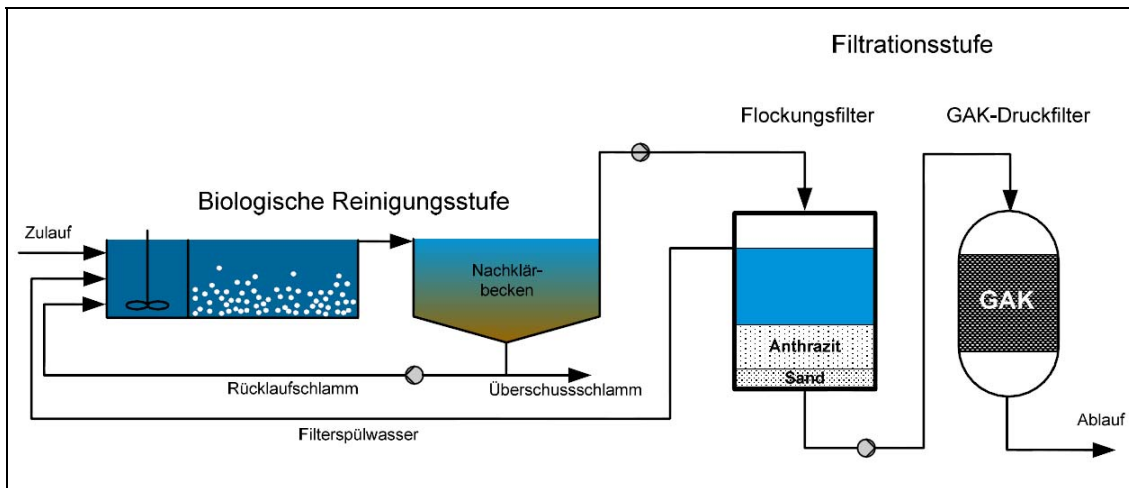 Filtrationsstufe
Flockungsfilter
GAK-Druckfilter
Biologische Reinigungsstufe
Zulauf
Nachklär-
becken
GAK
Anthrazit
Sand
Rücklaufschlamm
Überschussschlamm
Filterspülwasser
Ablauf